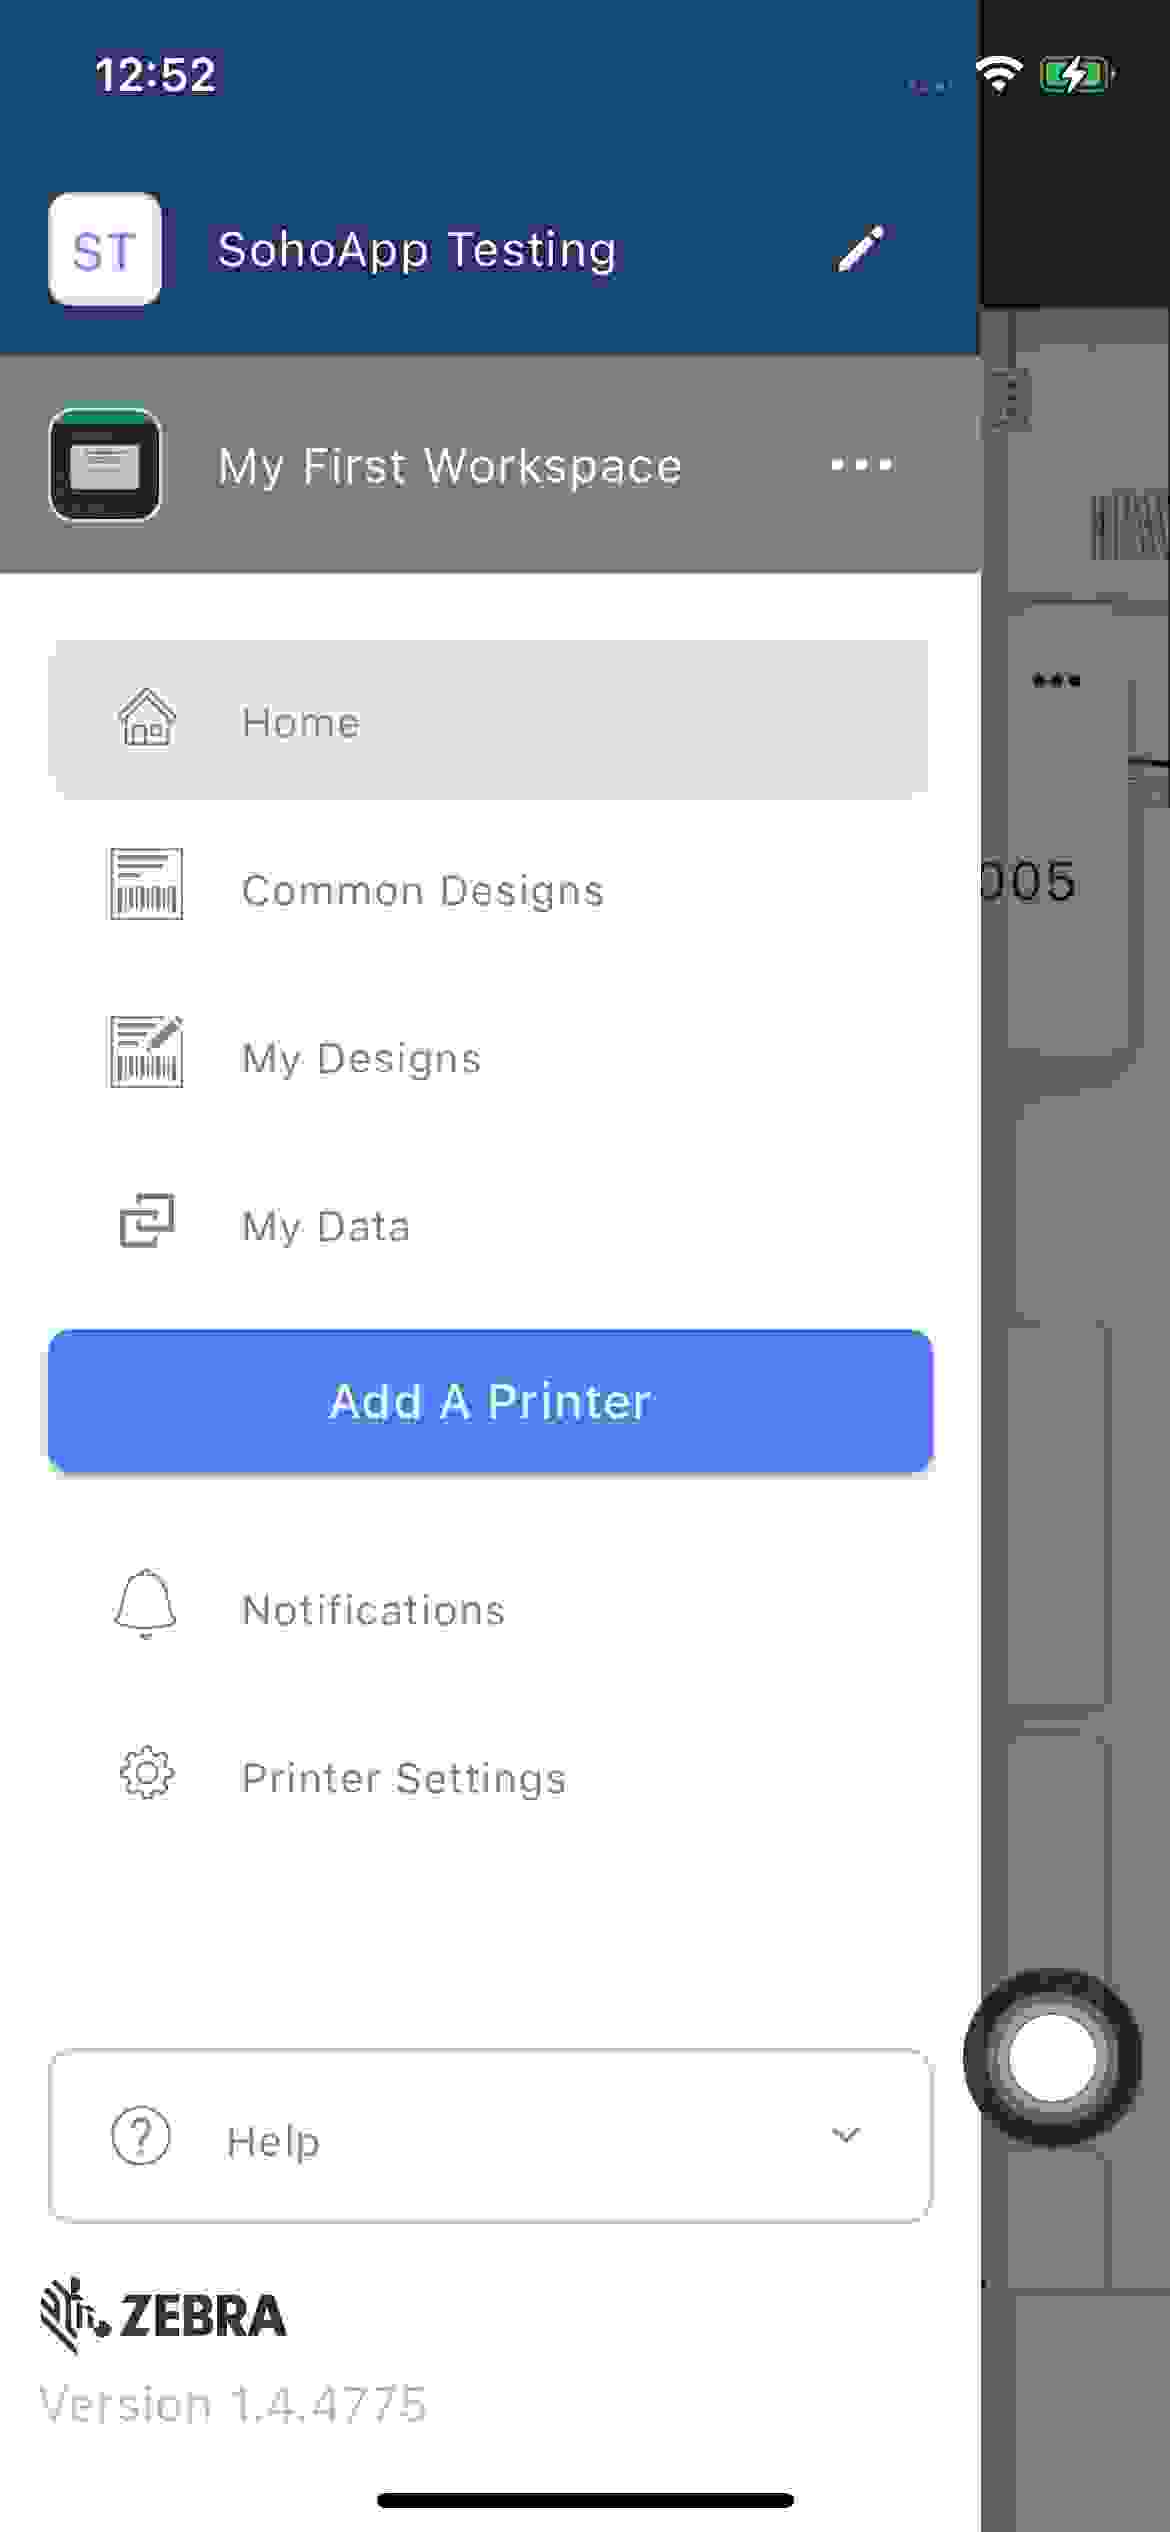 12:52
ST
SohoApp Testing
My First Workspace
Home
Common Designs
005
My Designs
My Data
Add A Printer
Notifications
Printer Settings
Help
ZEBRA
Version 1.4.4775